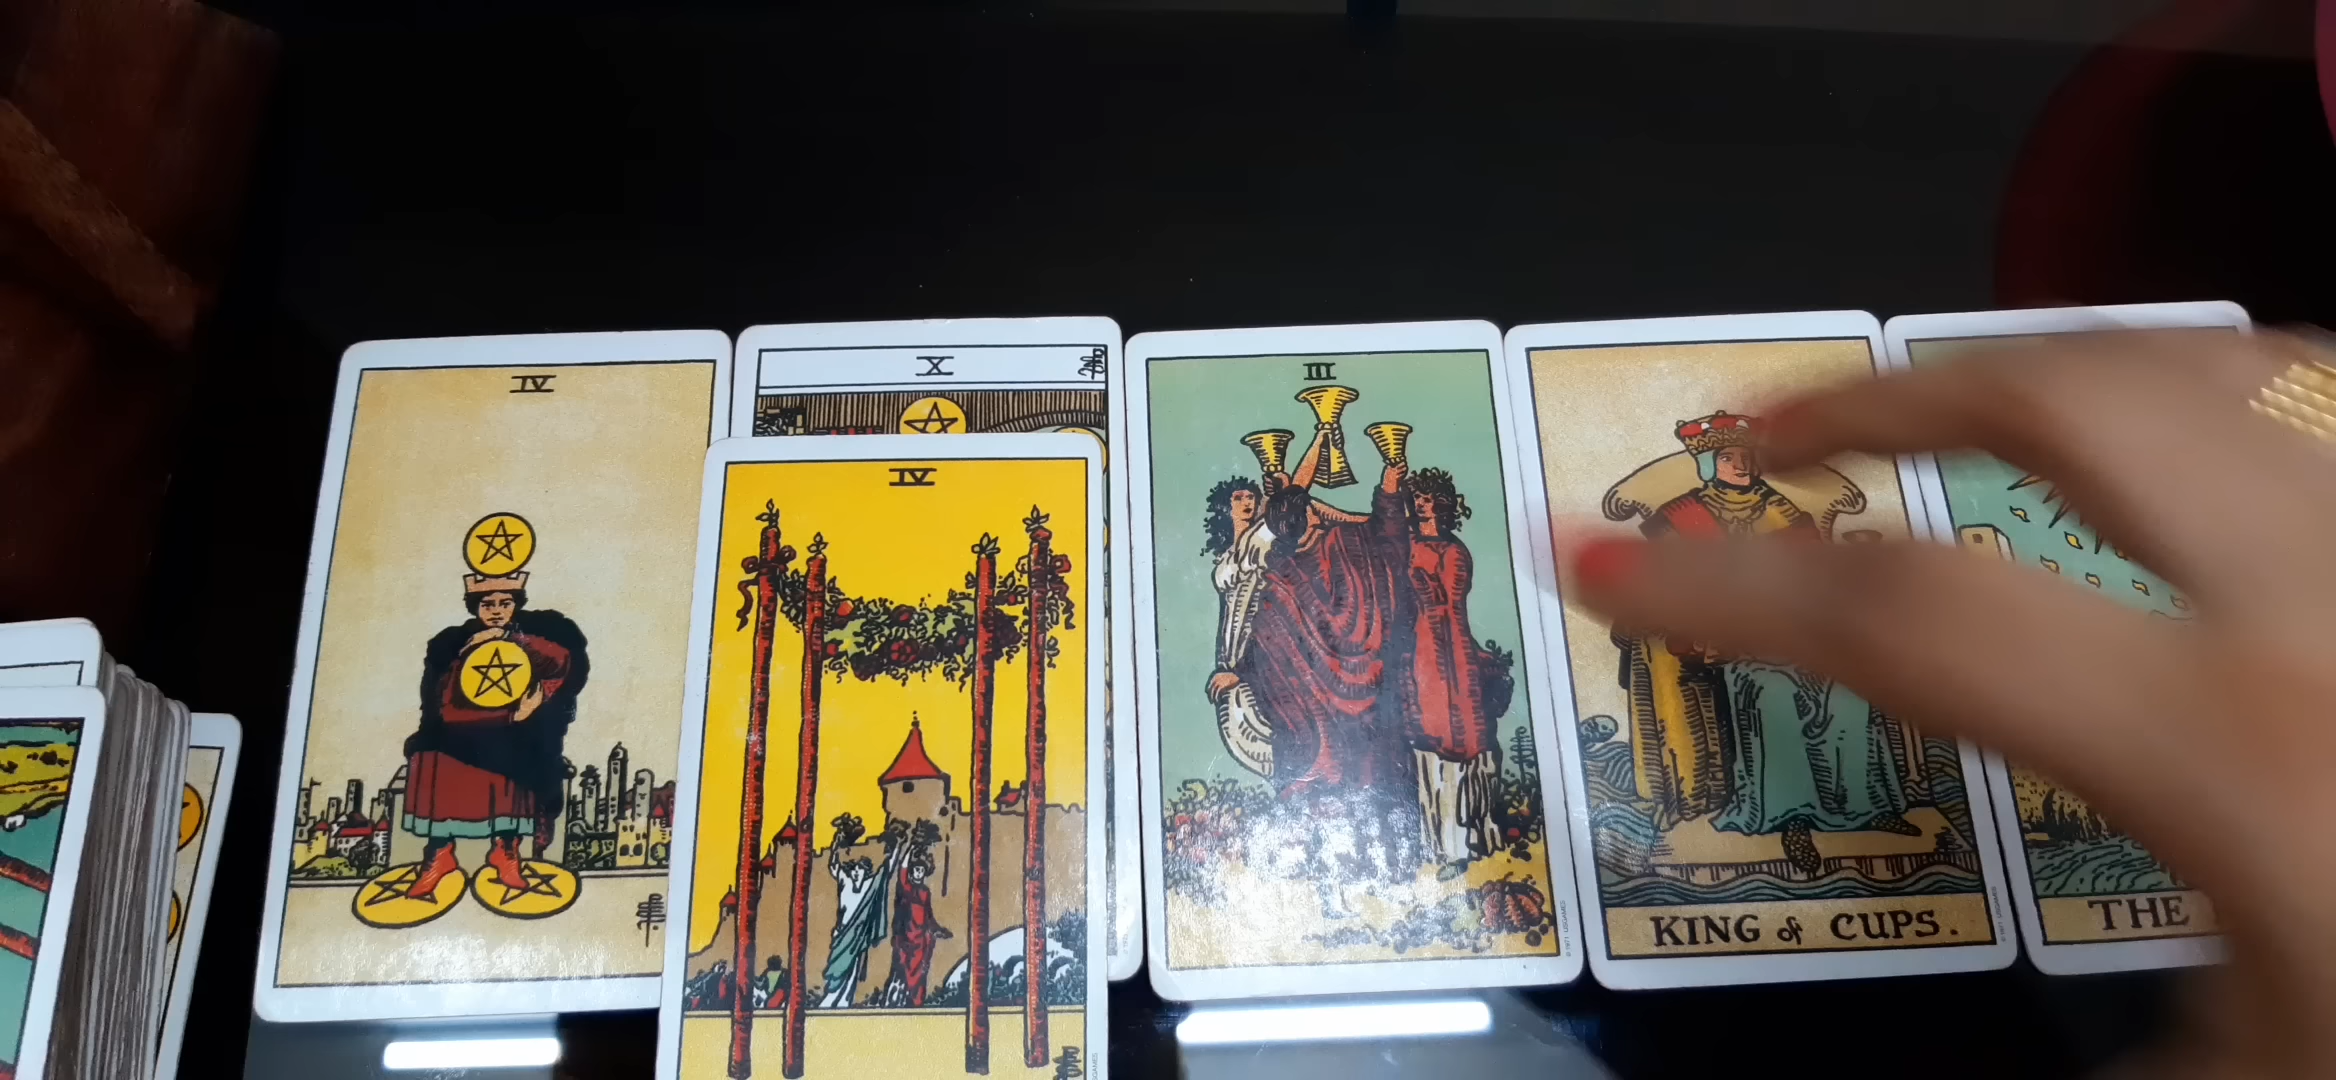 IV
X
IV
III
KING of CUPS.
THE